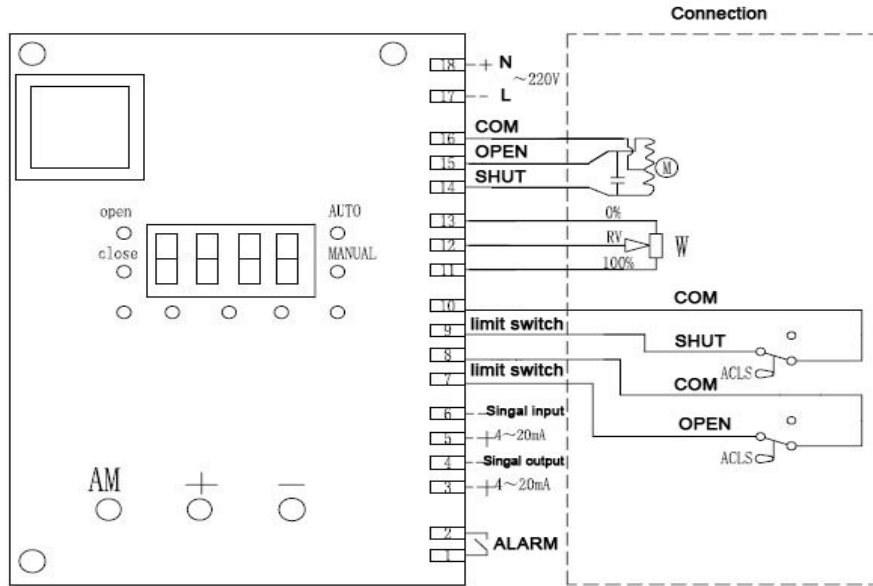 Connection
18 + N
~220V
17 - L
16 COM
15 OPEN
14 SHUT
M
13 0%
12 RV
W
11 100%
open
AUTO
close
MANUAL
10 COM
9 limit switch SHUT
ACLS
8 COM
7 limit switch OPEN
ACLS
6 - Singal input
5 + 4~20mA
4 - Singal output
3 + 4~20mA
AM + -
2
ALARM
1